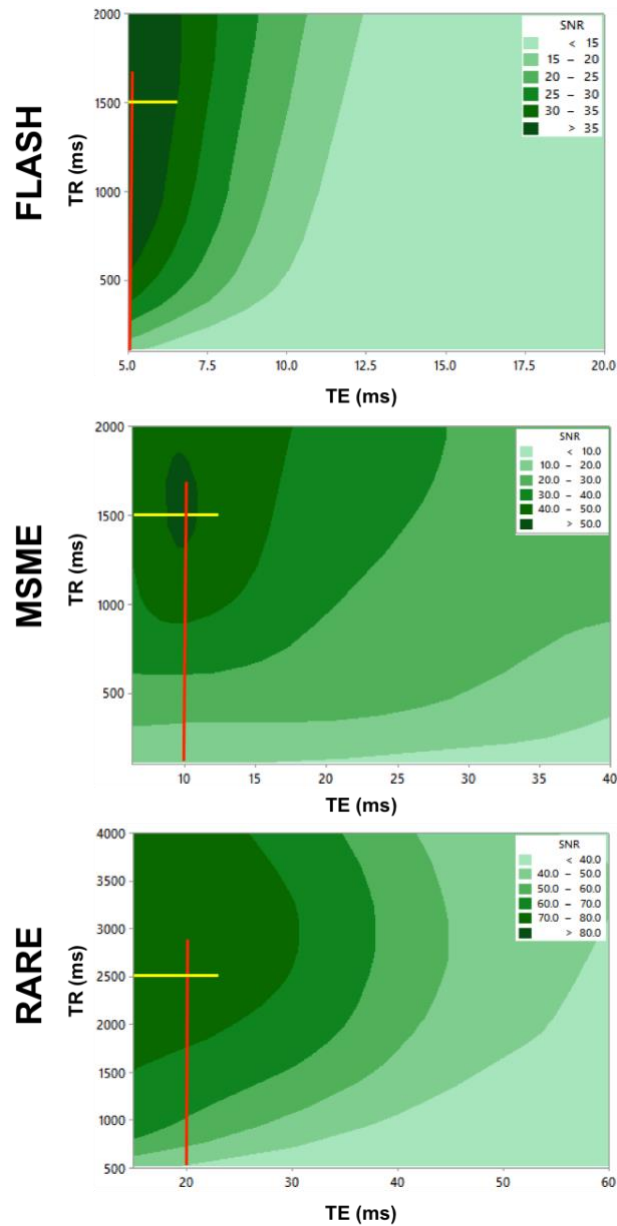 FLASH
TR (ms)
2000
1500
1000
500
5.0 7.5 10.0 12.5 15.0 17.5 20.0
TE (ms)
SNR
< 15
15 – 20
20 – 25
25 – 30
30 – 35
> 35
MSME
TR (ms)
2000
1500
1000
500
10 15 20 25 30 35 40
TE (ms)
SNR
< 10.0
10.0 – 20.0
20.0 – 30.0
30.0 – 40.0
40.0 – 50.0
> 50.0
RARE
TR (ms)
4000
3500
3000
2500
2000
1500
1000
500
20 30 40 50 60
TE (ms)
SNR
< 40.0
40.0 – 50.0
50.0 – 60.0
60.0 – 70.0
70.0 – 80.0
> 80.0